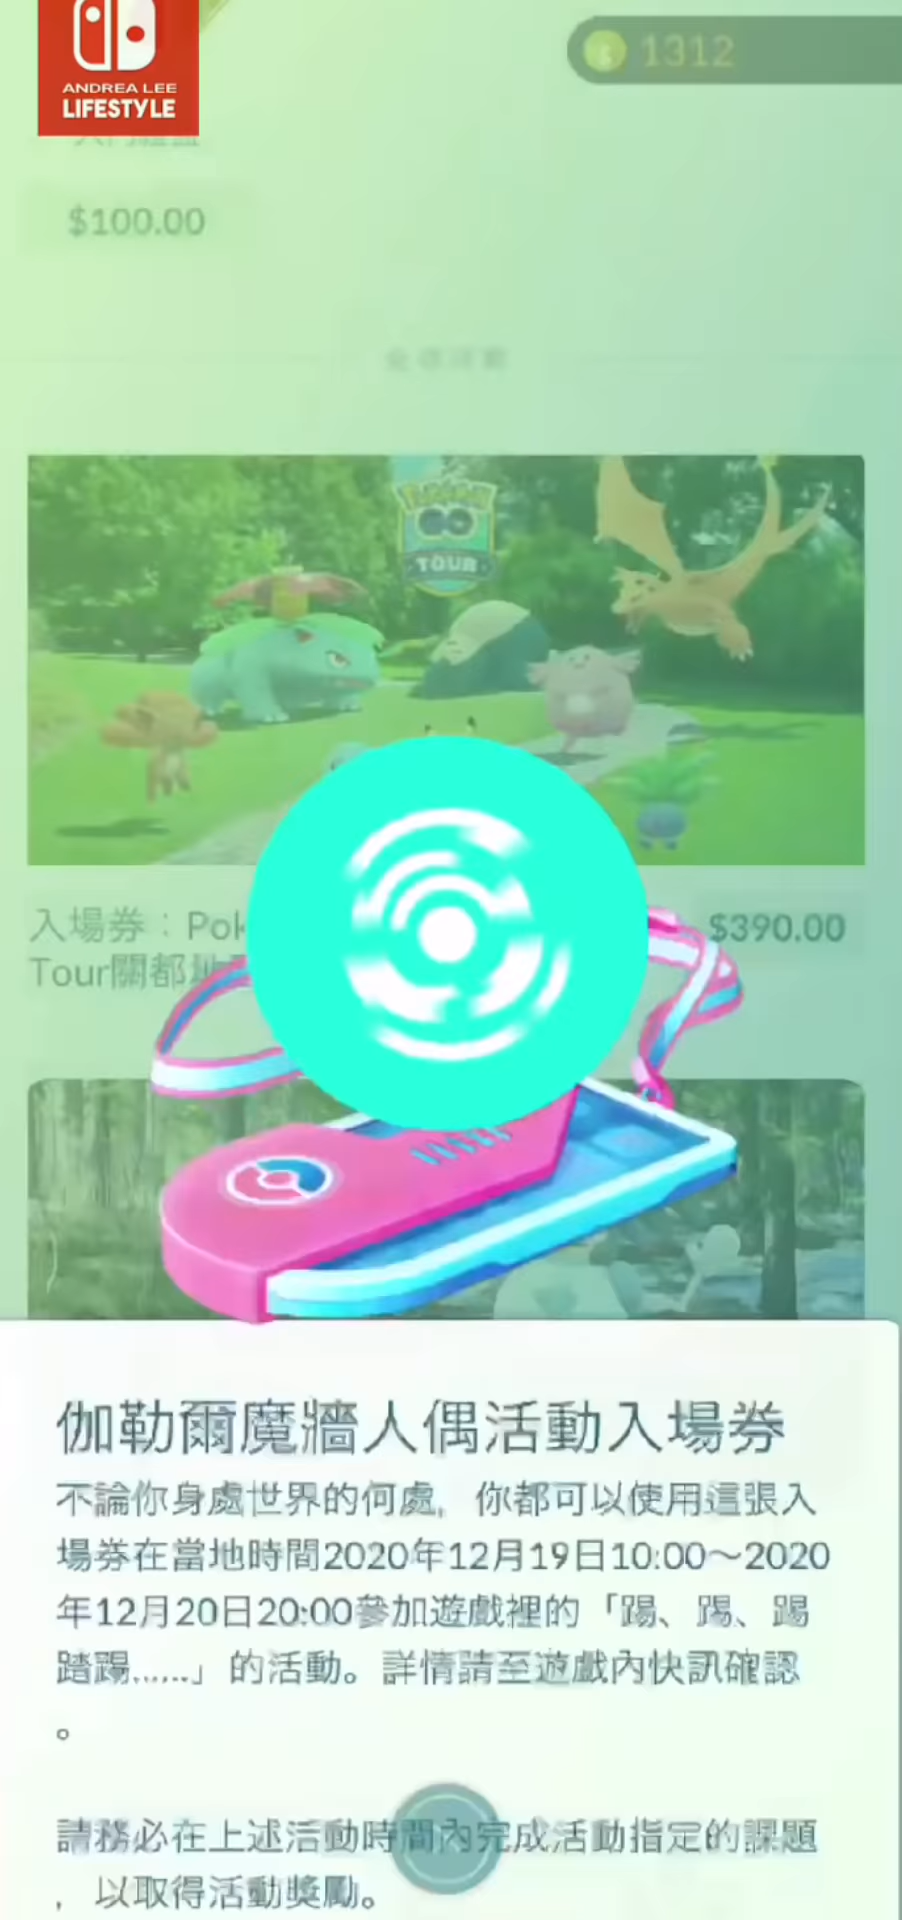 ANDREA LEE
LIFESTYLE
1312
$100.00
Pokémon
GO
TOUR
入場券：Pok
Tour關都地
$390.00
伽勒爾魔牆人偶活動入場券
不論你身處世界的何處，你都可以使用這張入
場券在當地時間2020年12月19日10:00～2020
年12月20日20:00參加遊戲裡的「踢、踢、踢
踏踢……」的活動。詳情請至遊戲內快訊確認
。
請務必在上述活動時間內完成活動指定的課題
，以取得活動獎勵。